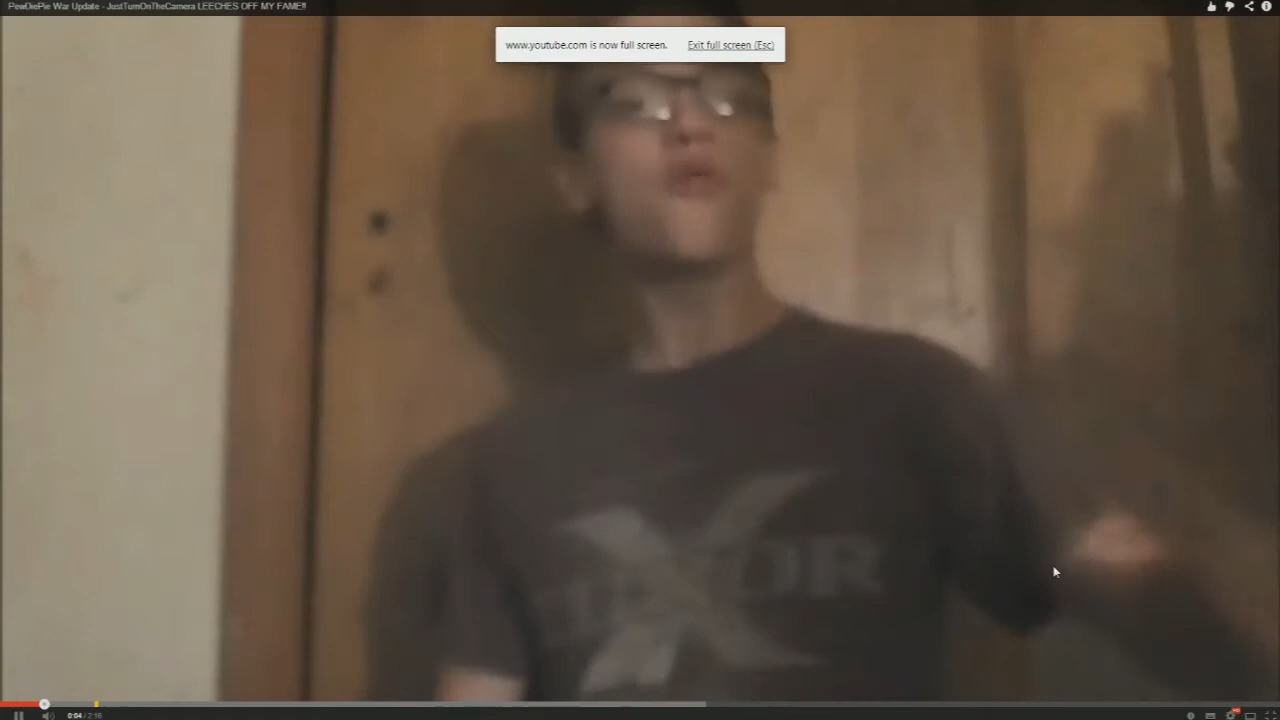 PewDiePie War Update - JustTurnOnTheCamera LEECHES OFF MY FAME!!
www.youtube.com is now full screen. Exit full screen (Esc)
0:04 / 2:16